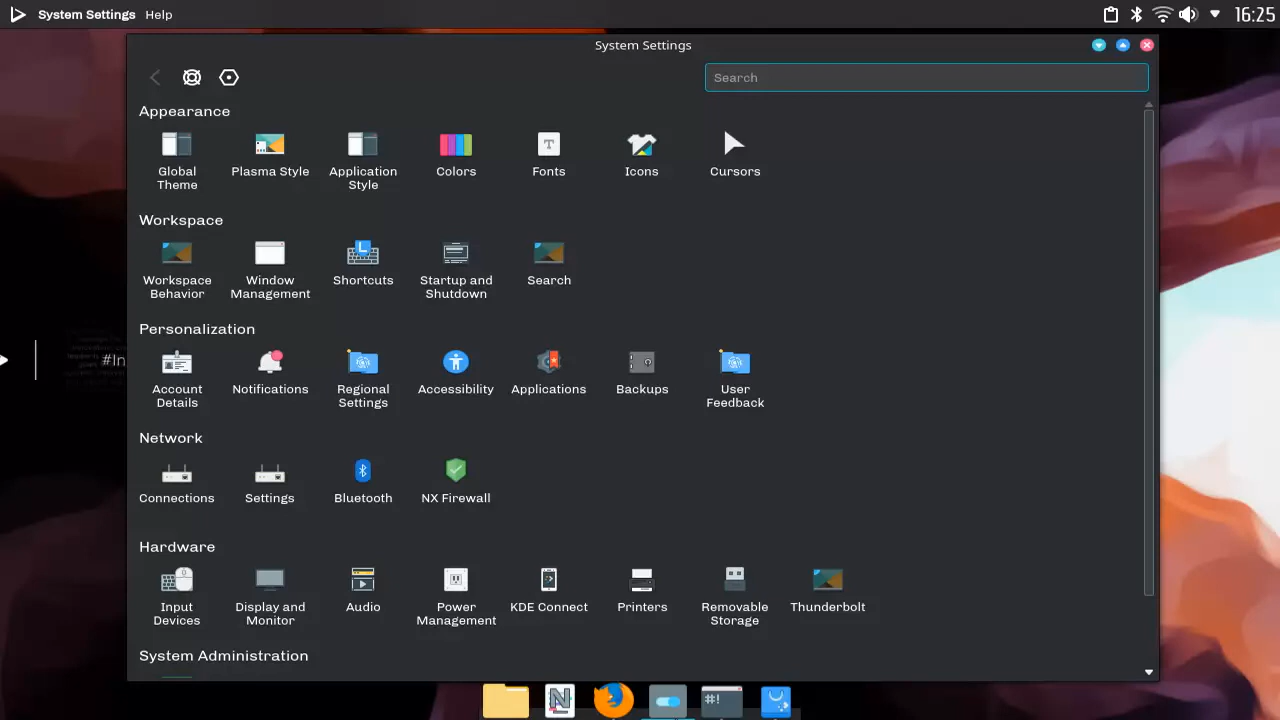 System Settings Help
16:25
System Settings
Search
Appearance
Global Theme
Plasma Style
Application Style
Colors
Fonts
Icons
Cursors
Workspace
Workspace Behavior
Window Management
Shortcuts
Startup and Shutdown
Search
Personalization
Account Details
Notifications
Regional Settings
Accessibility
Applications
Backups
User Feedback
#In
Network
Connections
Settings
Bluetooth
NX Firewall
Hardware
Input Devices
Display and Monitor
Audio
Power Management
KDE Connect
Printers
Removable Storage
Thunderbolt
System Administration
#!